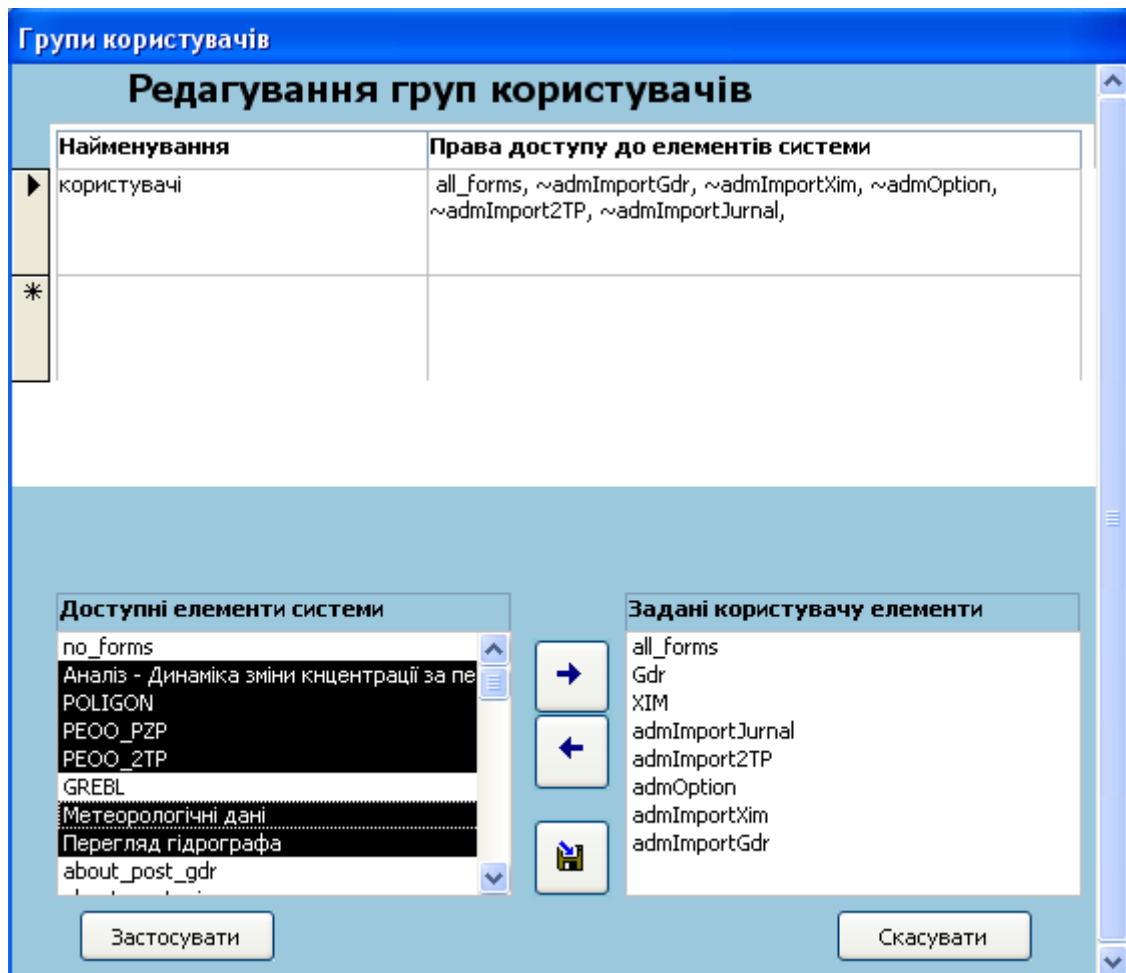 Групи користувачів
Редагування груп користувачів
Найменування Права доступу до елементів системи
користувачі all_forms, ~admImportGdr, ~admImportXim, ~admOption,
~admImport2TP, ~admImportJurnal,
Доступні елементи системи
no_forms
Аналіз - Динаміка зміни кнцентрації за пе
POLIGON
PEOO_PZP
PEOO_2TP
GREBL
Метеорологічні дані
Перегляд гідрографа
about_post_gdr
Задані користувачу елементи
all_forms
Gdr
XIM
admImportJurnal
admImport2TP
admOption
admImportXim
admImportGdr
Застосувати Скасувати